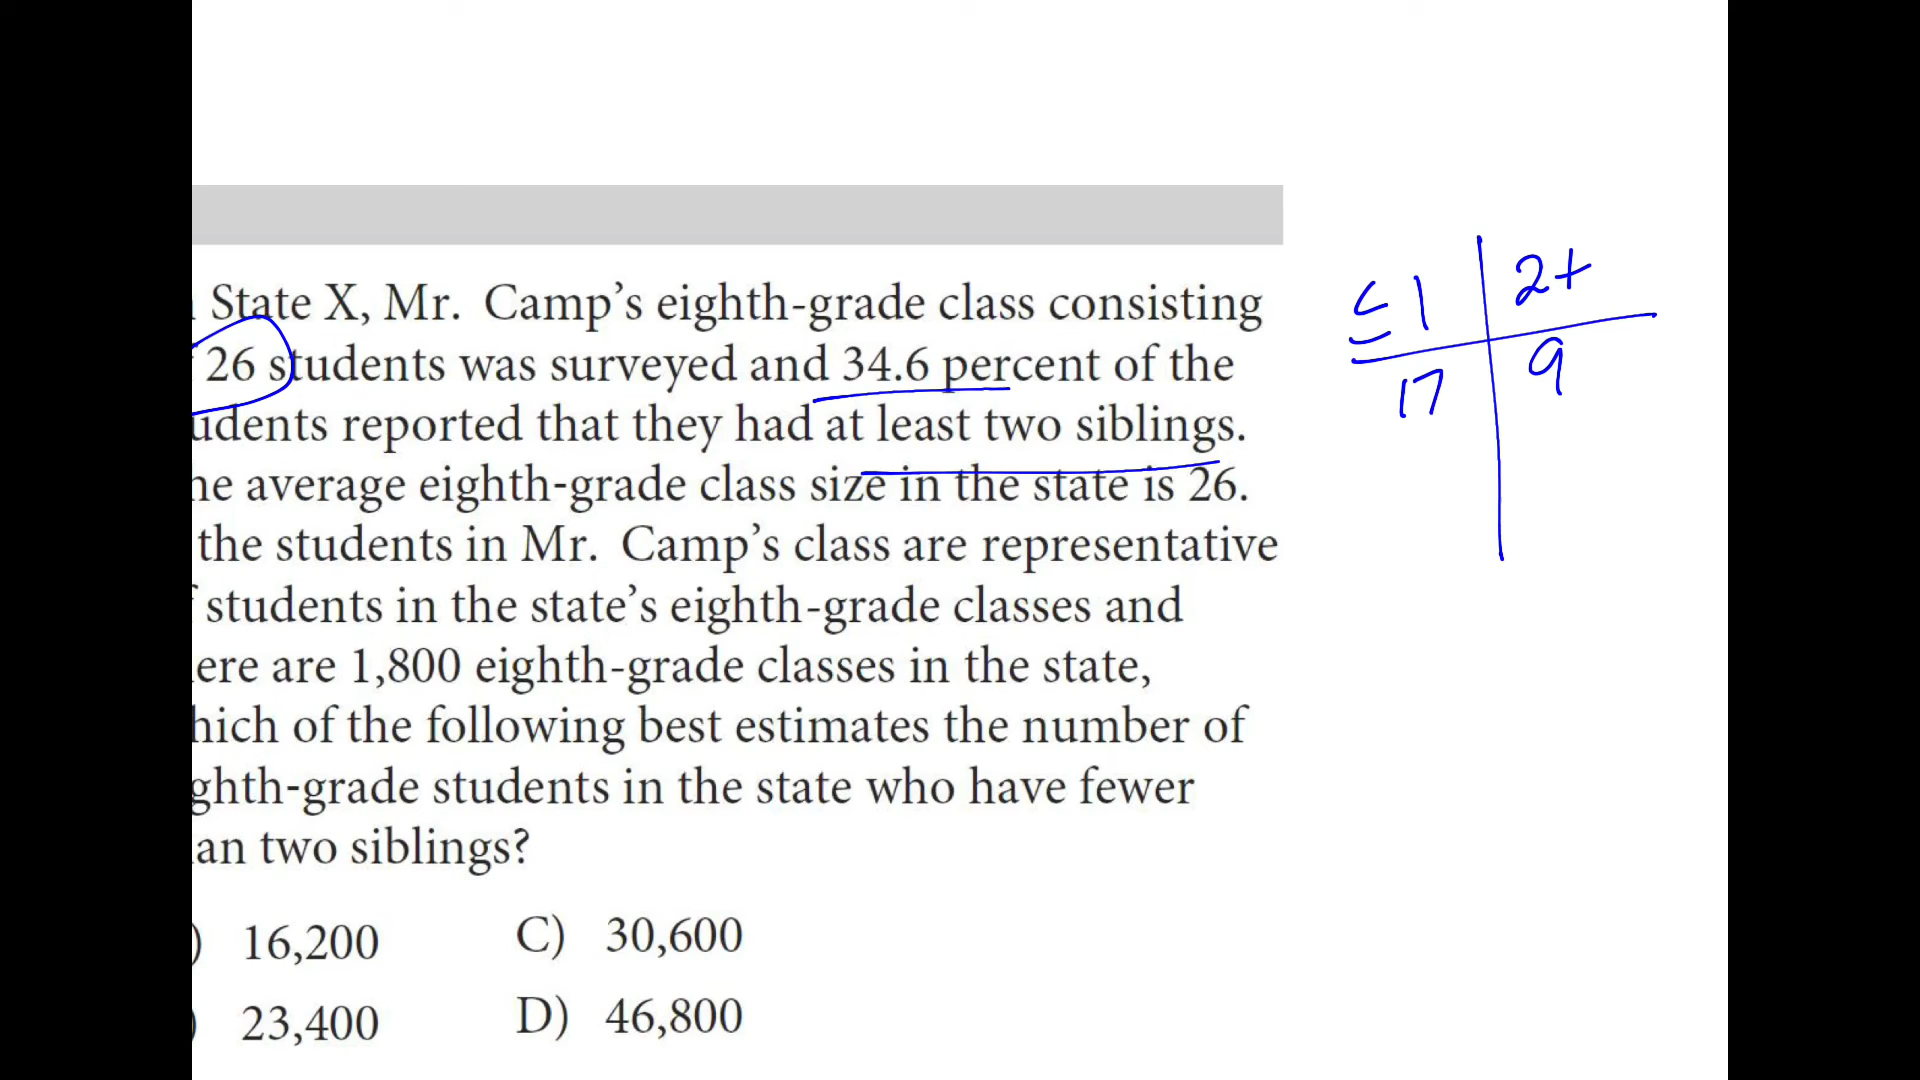 State X, Mr. Camp’s eighth-grade class consisting
26 students was surveyed and 34.6 percent of the
udents reported that they had at least two siblings.
he average eighth-grade class size in the state is 26.
the students in Mr. Camp’s class are representative
students in the state’s eighth-grade classes and
ere are 1,800 eighth-grade classes in the state,
hich of the following best estimates the number of
ghth-grade students in the state who have fewer
an two siblings?
) 16,200 C) 30,600
) 23,400 D) 46,800
≤1 2+
17 9